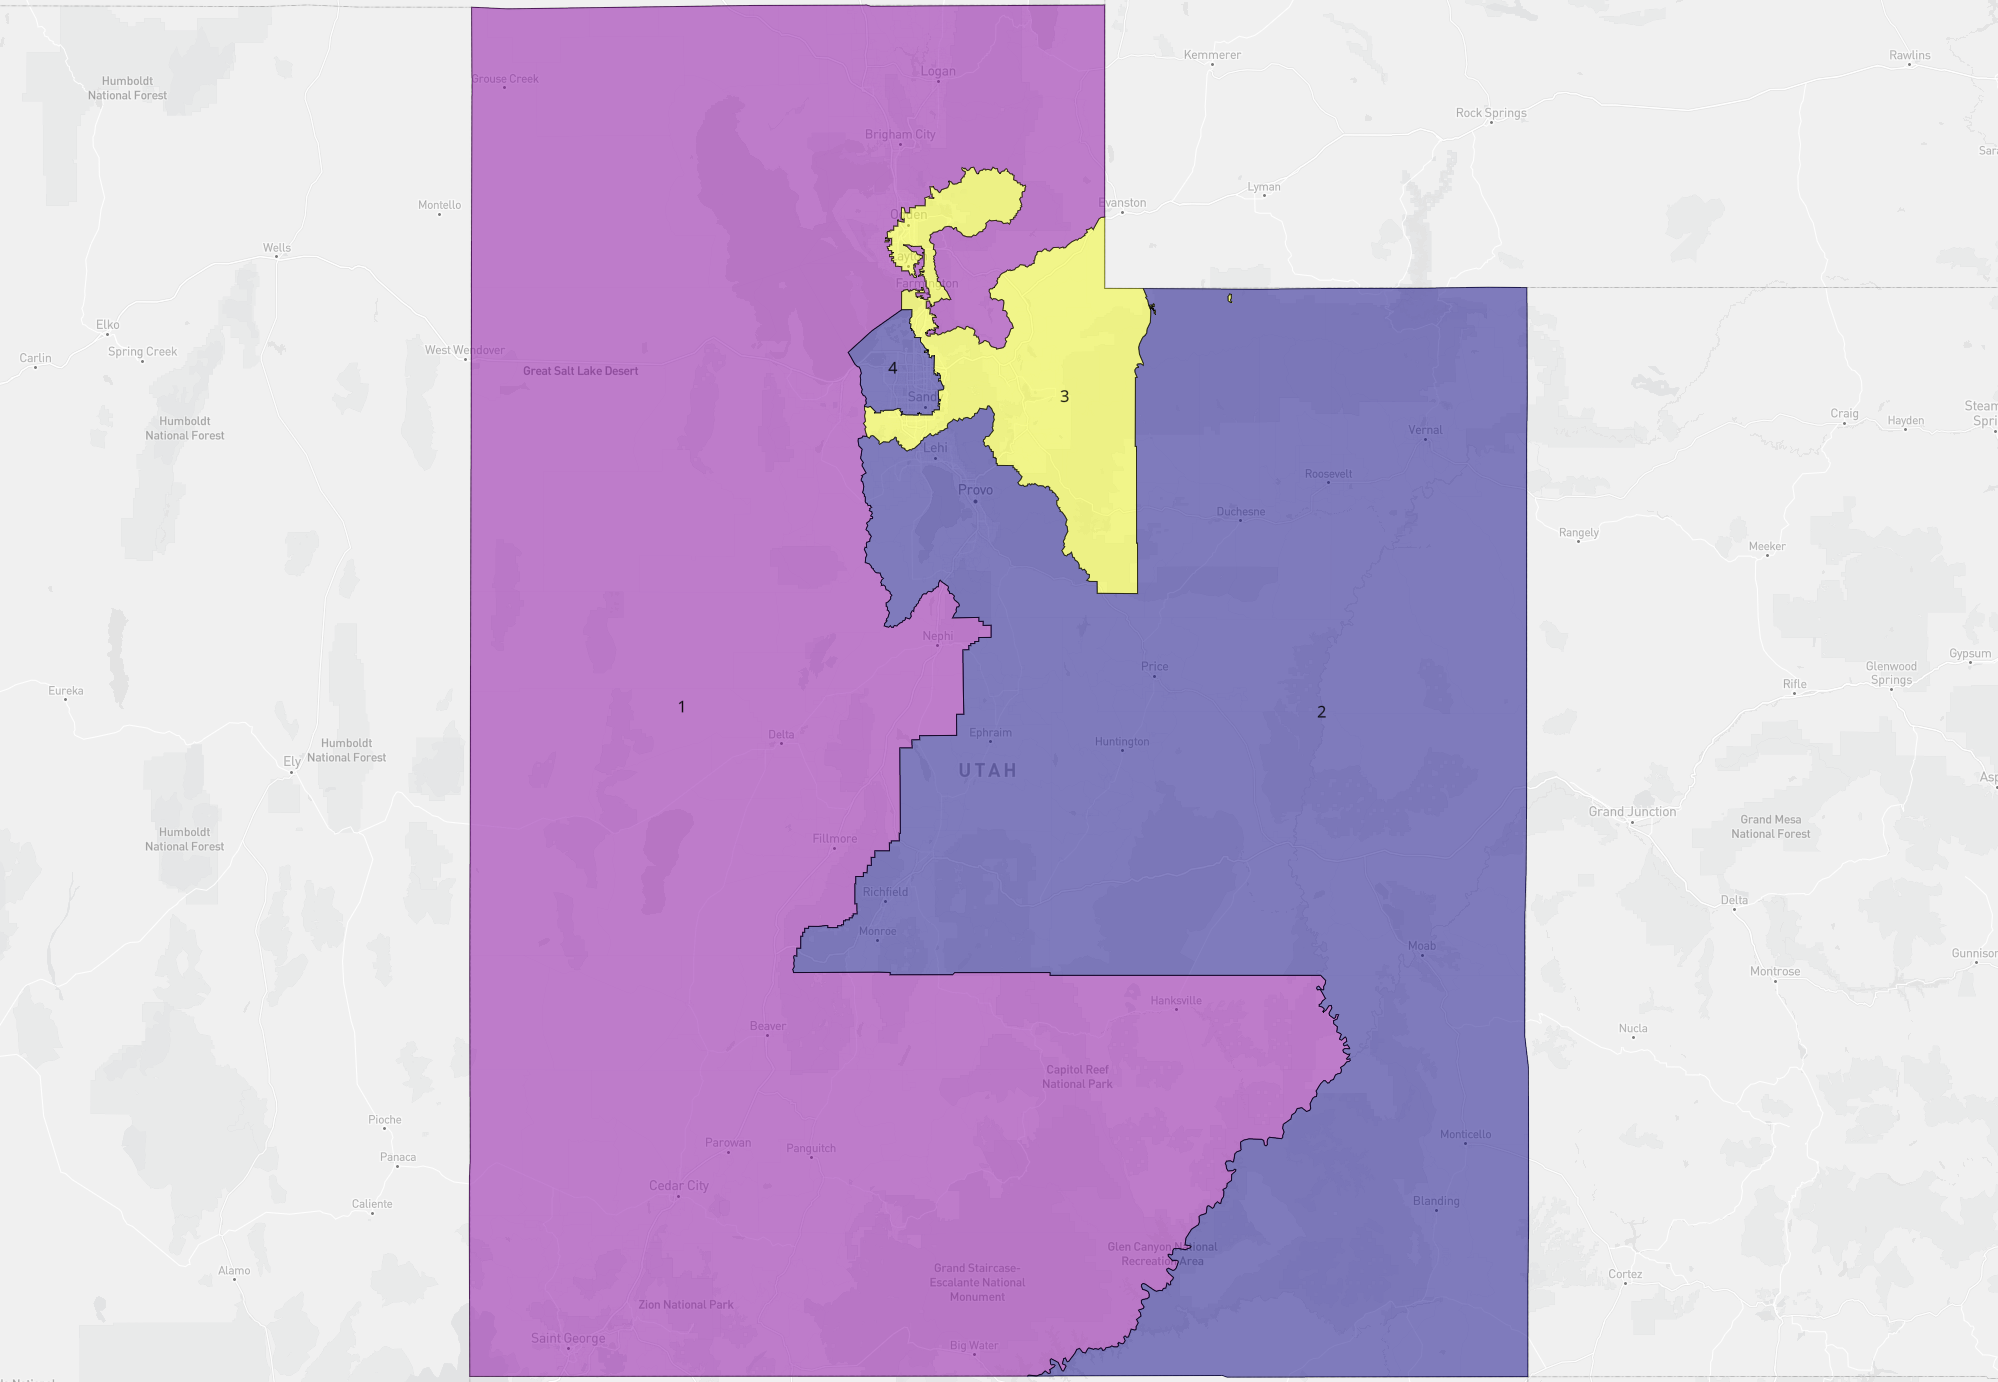 Kemmerer
Rawlins
Humboldt
National Forest
Grouse Creek
Logan
Rock Springs
Brigham City
Lyman
Montello
Evanston
Wells
Farmington
Elko
Spring Creek
Carlin
West Wendover
Great Salt Lake Desert
4
Sand
3
Humboldt
National Forest
Craig
Hayden
Steam
Spri
Vernal
Lehi
Roosevelt
Provo
Duchesne
Rangely
Meeker
Nephi
Price
Gypsum
Glenwood
Springs
Rifle
Eureka
1
2
Delta
Ephraim
Huntington
Humboldt
National Forest
Ely
UTAH
Asp
Grand Junction
Grand Mesa
National Forest
Humboldt
National Forest
Fillmore
Richfield
Delta
Monroe
Moab
Gunnison
Montrose
Hanksville
Beaver
Nucla
Capitol Reef
National Park
Pioche
Parowan
Panguitch
Monticello
Panaca
Cedar City
Caliente
Blanding
Glen Canyon National
Recreation Area
Alamo
Grand Staircase-
Escalante National
Monument
Cortez
Zion National Park
Saint George
Big Water